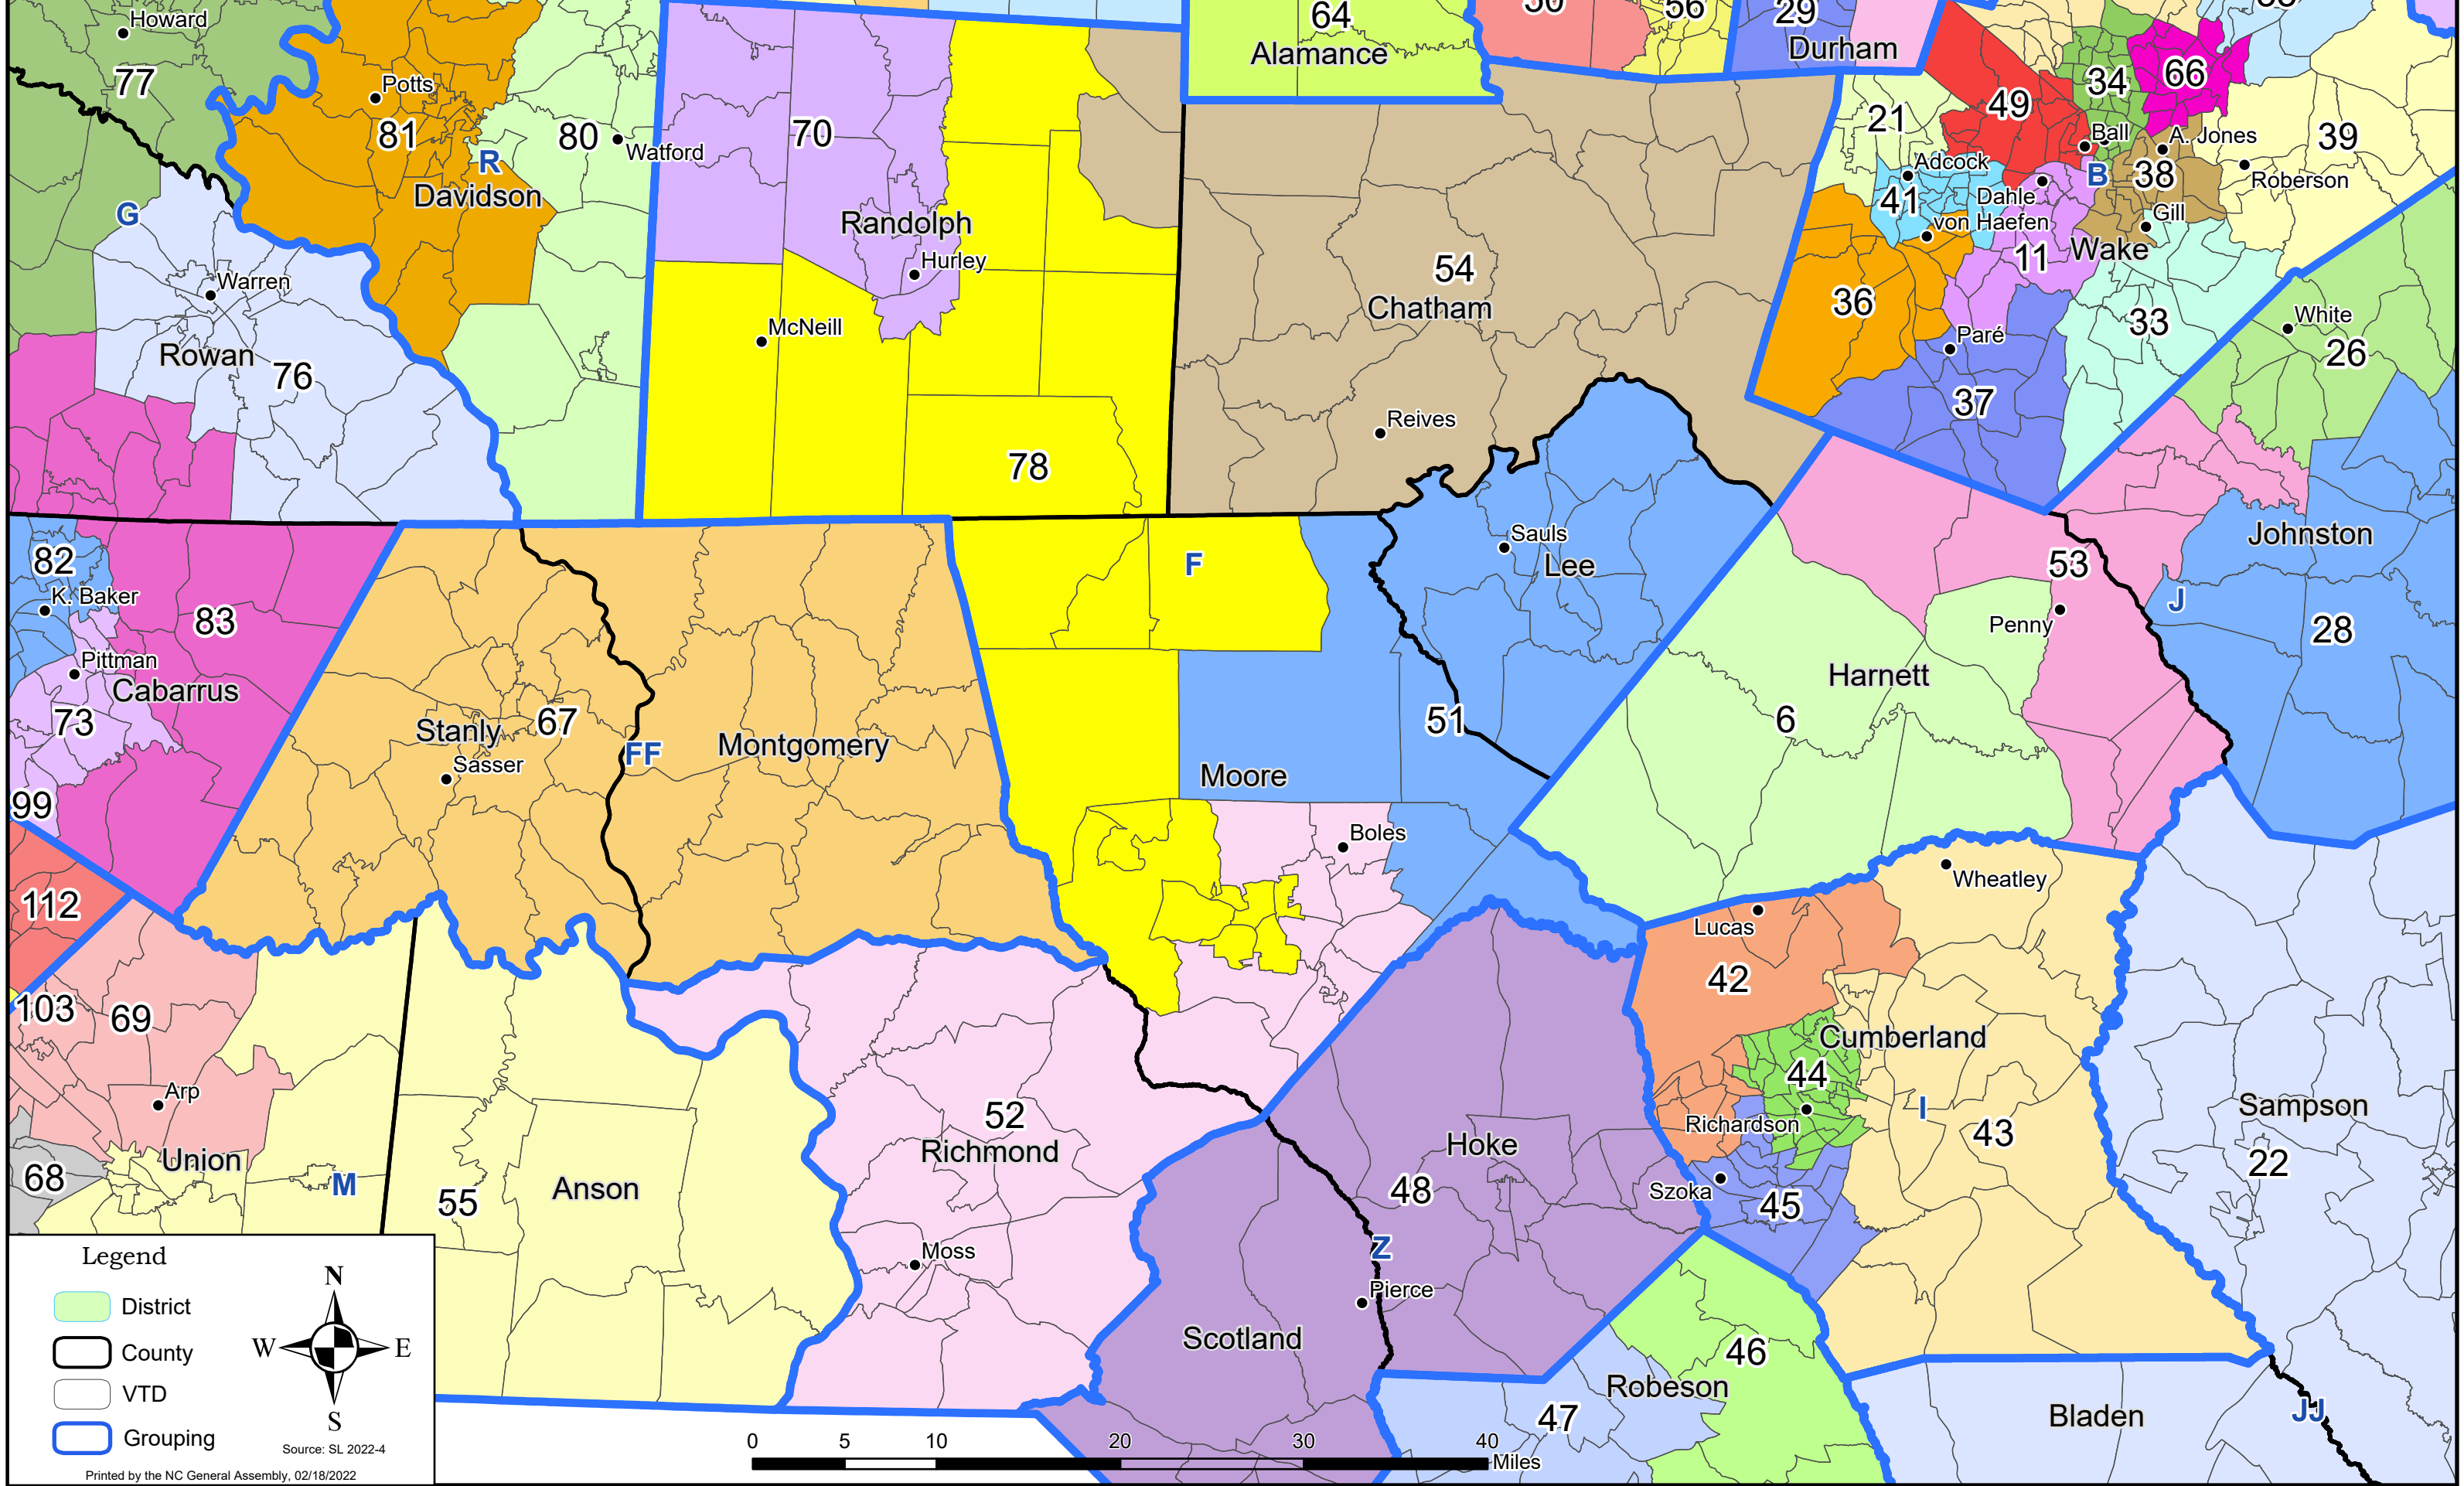 Howard
77
64
Alamance
50
56
29
Durham
Potts
81
R
Davidson
80
Watford
70
Randolph
Hurley
McNeill
78
54
Chatham
Reives
21
49
34
66
Ball
A. Jones
B
38
39
Roberson
Adcock
41
Dahle
von Haefen
Gill
11
Wake
36
Paré
37
33
White
26
G
Warren
Rowan
76
82
K. Baker
83
Pittman
Cabarrus
73
99
112
Stanly
67
Sasser
FF
Montgomery
F
Sauls
Lee
51
Moore
Boles
53
Penny
Harnett
6
J
Johnston
28
Wheatley
Lucas
42
Cumberland
44
Richardson
I
43
Szoka
45
Sampson
22
103
69
Arp
Union
68
M
55
Anson
52
Richmond
Moss
Hoke
48
Z
Pierce
Scotland
46
Robeson
47
Bladen
JJ
Legend
District
County
VTD
Grouping
N
W
E
S
Source: SL 2022-4
Printed by the NC General Assembly, 02/18/2022
0 5 10 20 30 40
Miles